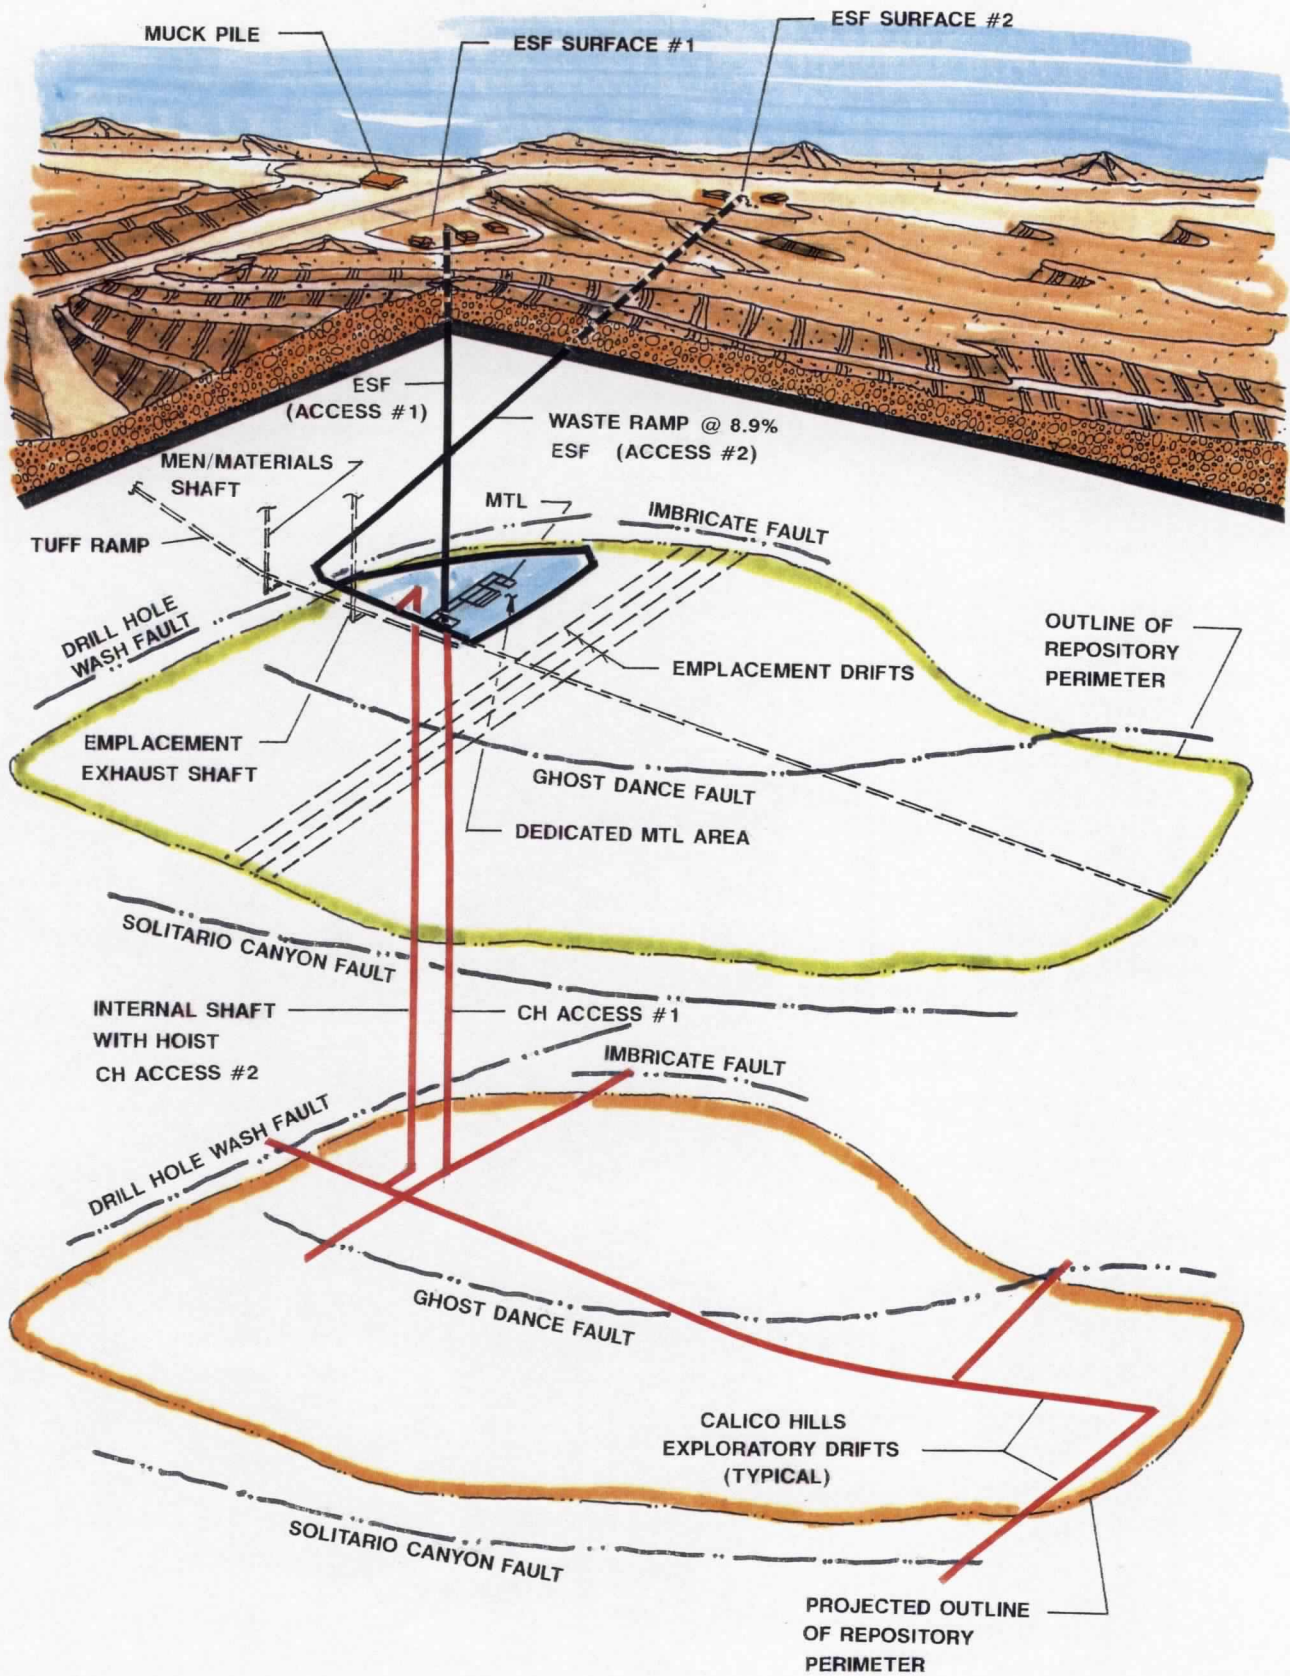 MUCK PILE
ESF SURFACE #1
ESF SURFACE #2
ESF
(ACCESS #1)
WASTE RAMP @ 8.9%
ESF (ACCESS #2)
MEN/MATERIALS
SHAFT
MTL
IMBRICATE FAULT
TUFF RAMP
DRILL HOLE
WASH FAULT
OUTLINE OF
REPOSITORY
PERIMETER
EMPLACEMENT DRIFTS
EMPLACEMENT
EXHAUST SHAFT
GHOST DANCE FAULT
DEDICATED MTL AREA
SOLITARIO CANYON FAULT
INTERNAL SHAFT
WITH HOIST
CH ACCESS #2
CH ACCESS #1
IMBRICATE FAULT
DRILL HOLE WASH FAULT
GHOST DANCE FAULT
CALICO HILLS
EXPLORATORY DRIFTS
(TYPICAL)
SOLITARIO CANYON FAULT
PROJECTED OUTLINE
OF REPOSITORY
PERIMETER